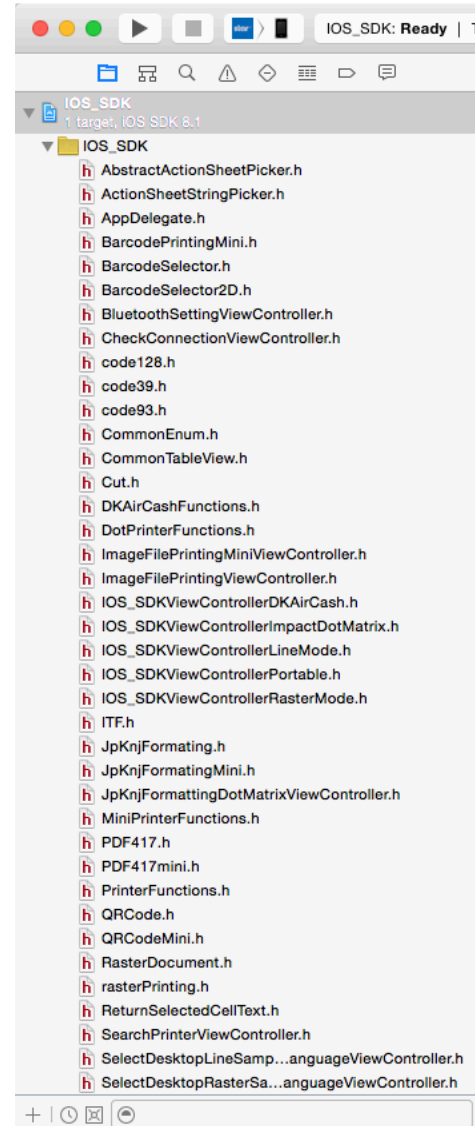 IOS_SDK: Ready |
IOS_SDK
1 target, iOS SDK 8.1
IOS_SDK
h AbstractActionSheetPicker.h
h ActionSheetStringPicker.h
h AppDelegate.h
h BarcodePrintingMini.h
h BarcodeSelector.h
h BarcodeSelector2D.h
h BluetoothSettingViewController.h
h CheckConnectionViewController.h
h code128.h
h code39.h
h code93.h
h CommonEnum.h
h CommonTableView.h
h Cut.h
h DKAirCashFunctions.h
h DotPrinterFunctions.h
h ImageFilePrintingMiniViewController.h
h ImageFilePrintingViewController.h
h IOS_SDKViewControllerDKAirCash.h
h IOS_SDKViewControllerImpactDotMatrix.h
h IOS_SDKViewControllerLineMode.h
h IOS_SDKViewControllerPortable.h
h IOS_SDKViewControllerRasterMode.h
h ITF.h
h JpKnjFormating.h
h JpKnjFormatingMini.h
h JpKnjFormattingDotMatrixViewController.h
h MiniPrinterFunctions.h
h PDF417.h
h PDF417mini.h
h PrinterFunctions.h
h QRCode.h
h QRCodeMini.h
h RasterDocument.h
h rasterPrinting.h
h ReturnSelectedCellText.h
h SearchPrinterViewController.h
h SelectDesktopLineSamp...anguageViewController.h
h SelectDesktopRasterSa...anguageViewController.h